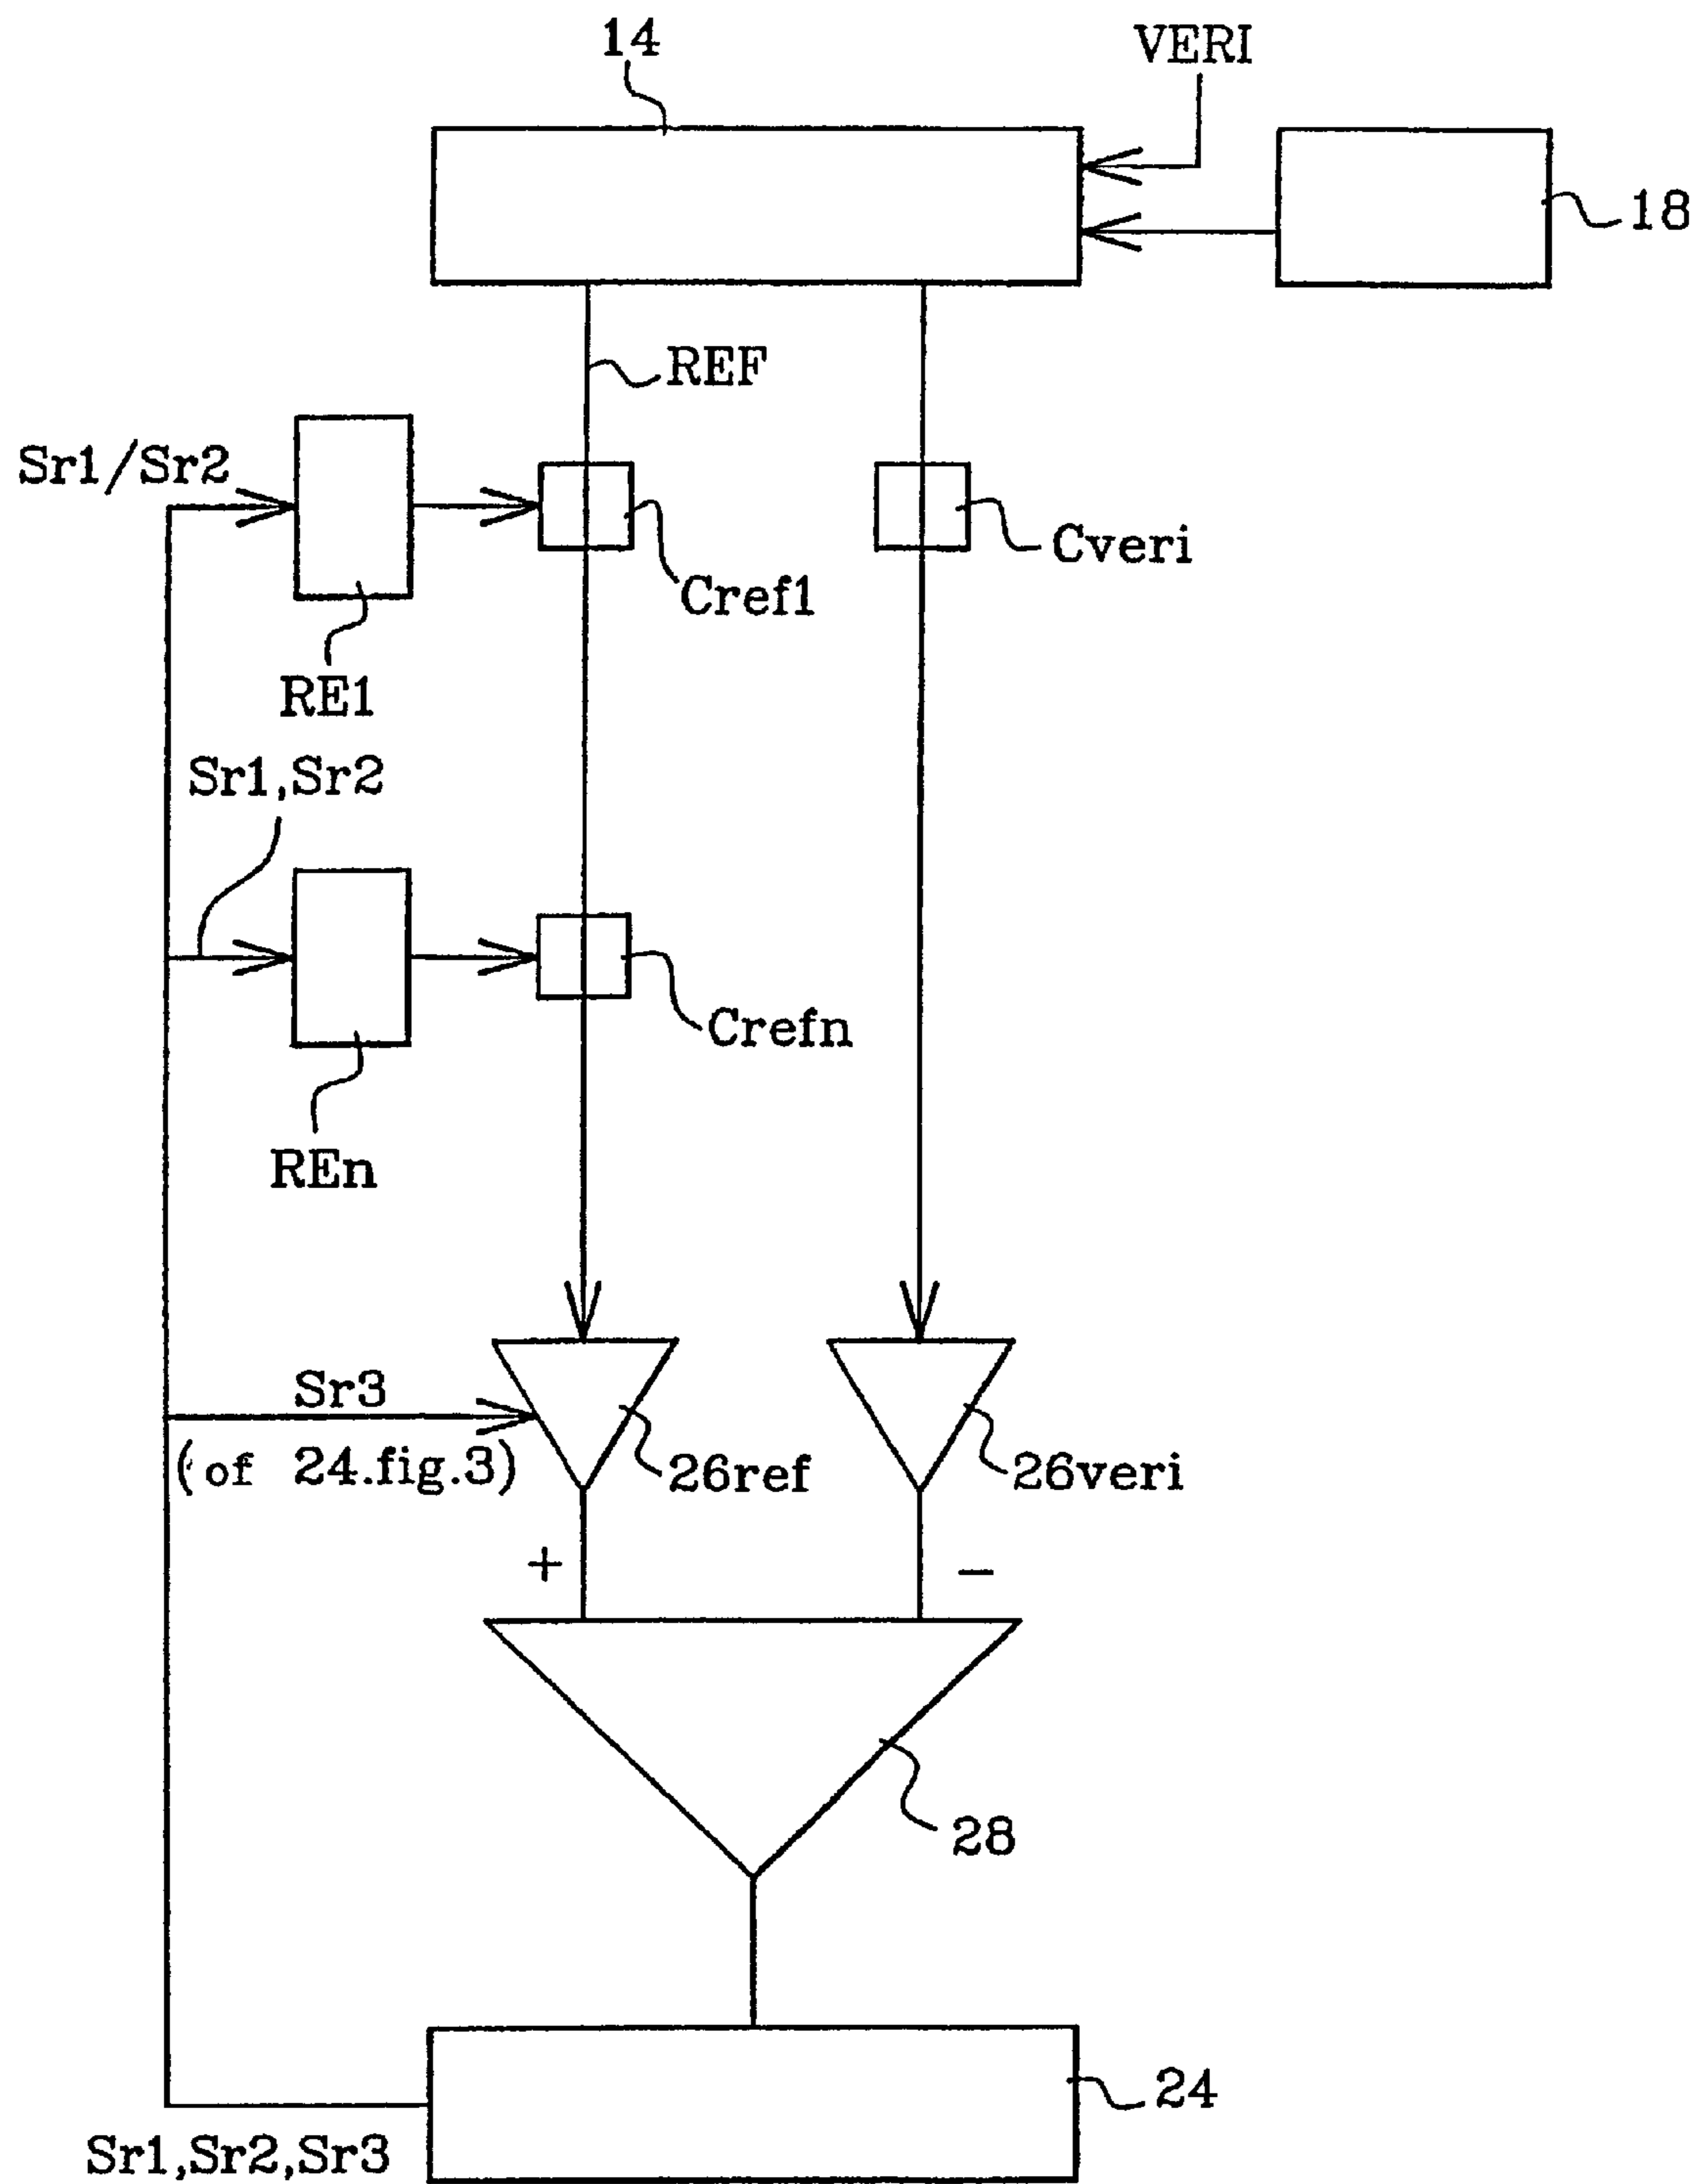 14
VERI
18
REF
Sr1/Sr2
Cveri
Cref1
RE1
Sr1,Sr2
Crefn
REn
Sr3
(of 24.fig.3)
26ref
26veri
+
−
28
24
Sr1,Sr2,Sr3